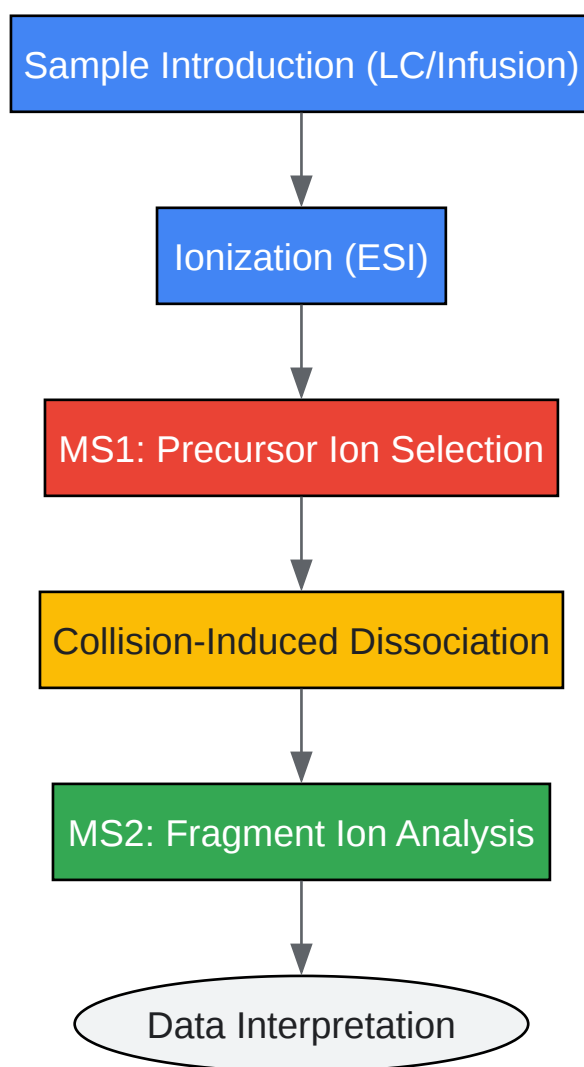 Sample Introduction (LC/Infusion)
Ionization (ESI)
MS1: Precursor Ion Selection
Collision-Induced Dissociation
MS2: Fragment Ion Analysis
Data Interpretation